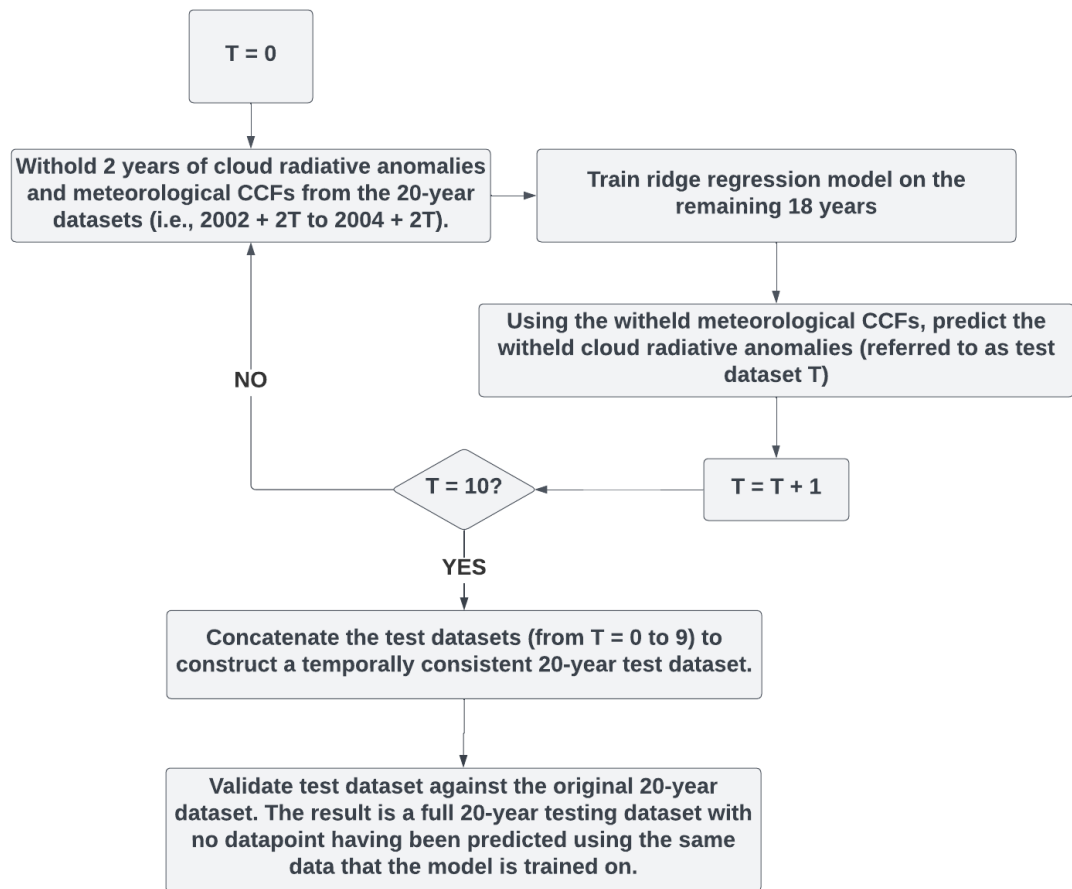 T = 0
Withold 2 years of cloud radiative anomalies
and meteorological CCFs from the 20-year
datasets (i.e., 2002 + 2T to 2004 + 2T).
Train ridge regression model on the
remaining 18 years
Using the witheld meteorological CCFs, predict the
witheld cloud radiative anomalies (referred to as test
dataset T)
T = T + 1
T = 10?
NO
YES
Concatenate the test datasets (from T = 0 to 9) to
construct a temporally consistent 20-year test dataset.
Validate test dataset against the original 20-year
dataset. The result is a full 20-year testing dataset with
no datapoint having been predicted using the same
data that the model is trained on.